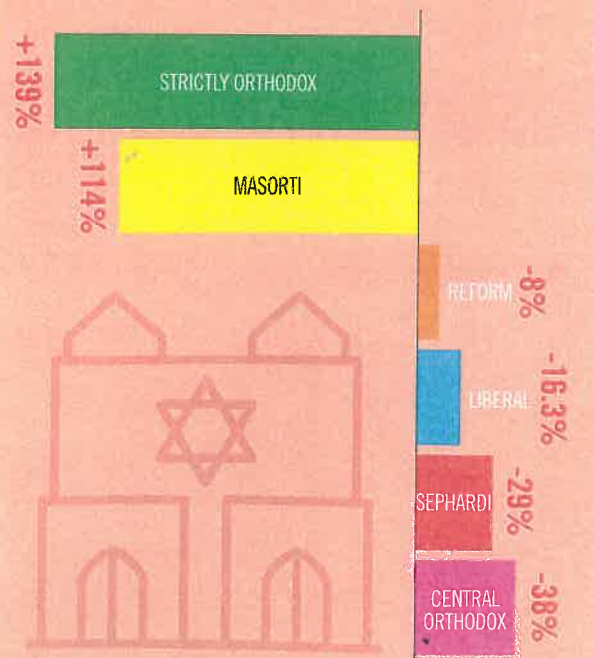 +139%
STRICTLY ORTHODOX
+114%
MASORTI
REFORM
-8%
LIBERAL
-16.3%
SEPHARDI
-29%
CENTRAL
ORTHODOX
-38%